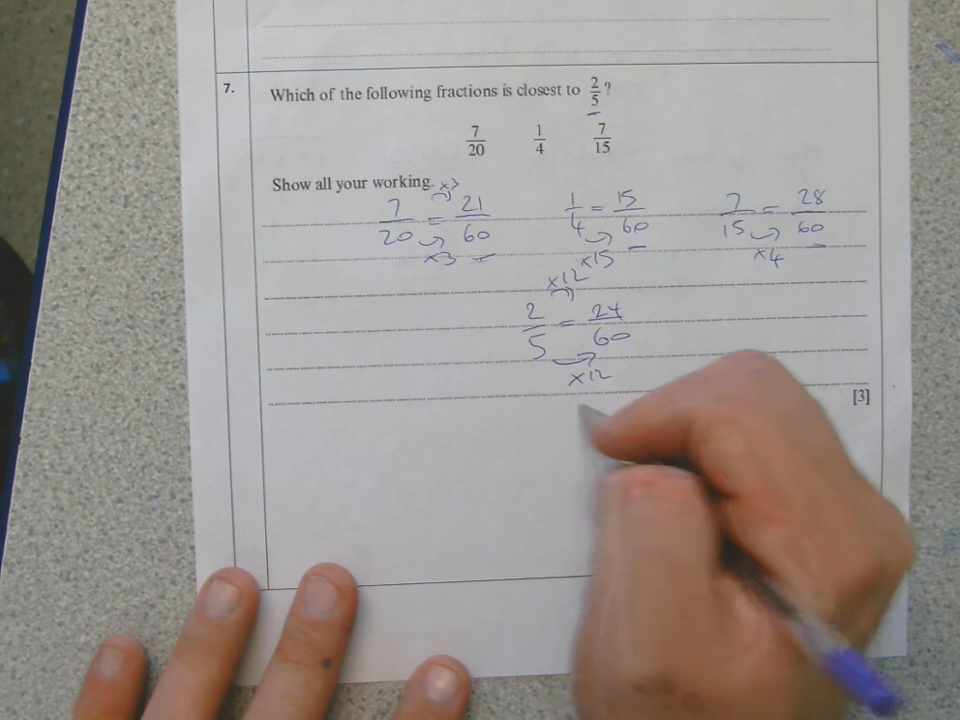 7.
Which of the following fractions is closest to 2/5 ?
7/20 1/4 7/15
Show all your working.
×3
7/20 = 21/60 1/4 = 15/60 7/15 = 28/60
×3 ×15 ×4
×12
2/5 = 24/60
×12
[3]